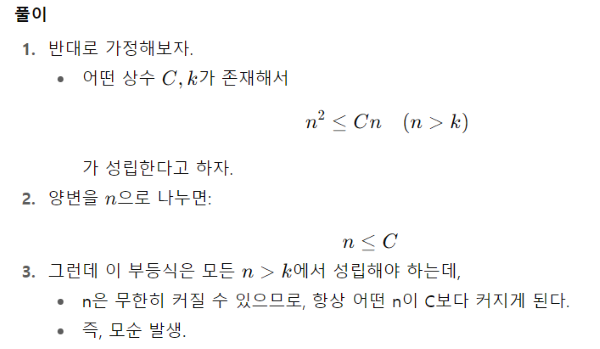 풀이
1. 반대로 가정해보자.
• 어떤 상수 C, k가 존재해서
n² ≤ Cn (n > k)
가 성립한다고 하자.
2. 양변을 n으로 나누면:
n ≤ C
3. 그런데 이 부등식은 모든 n > k에서 성립해야 하는데,
• n은 무한히 커질 수 있으므로, 항상 어떤 n이 C보다 커지게 된다.
• 즉, 모순 발생.